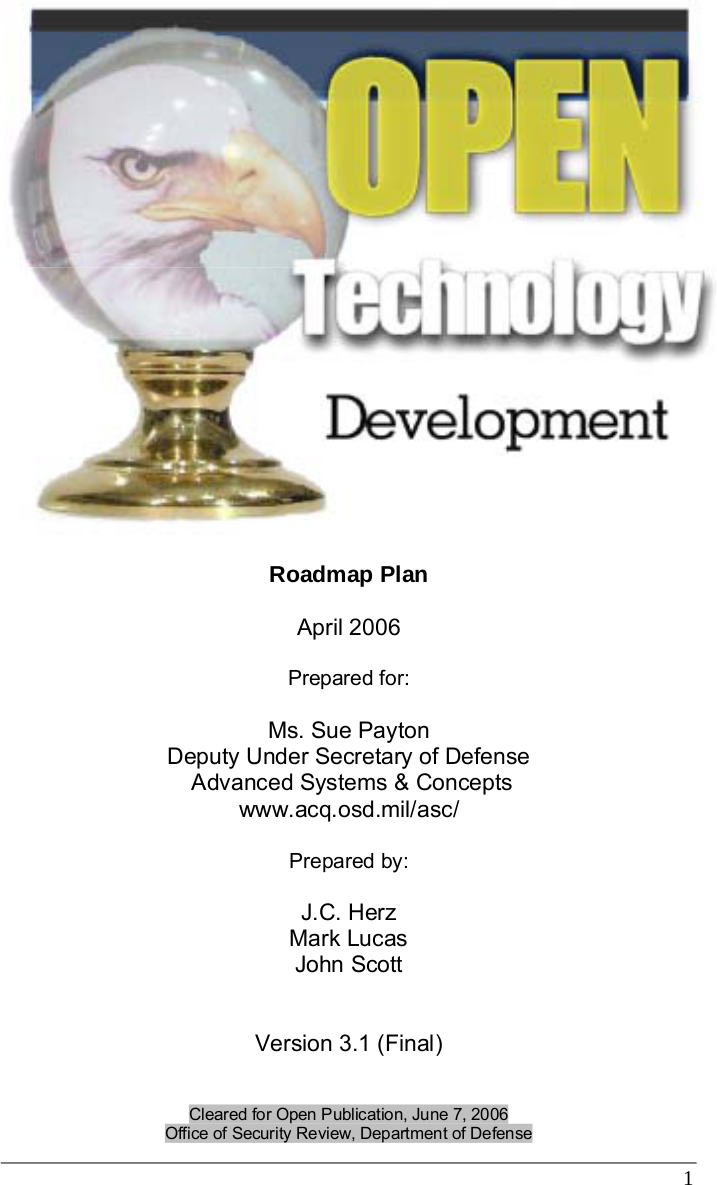 OPEN
Technology
Development
Roadmap Plan
April 2006
Prepared for:
Ms. Sue Payton
Deputy Under Secretary of Defense
Advanced Systems & Concepts
www.acq.osd.mil/asc/
Prepared by:
J.C. Herz
Mark Lucas
John Scott
Version 3.1 (Final)
Cleared for Open Publication, June 7, 2006
Office of Security Review, Department of Defense
1